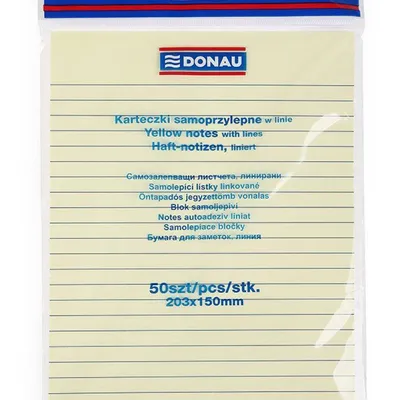 DONAU
Karteczki samoprzylepne w linie
Yellow notes with lines
Haft-notizen, liniert
Самозалепващи листчета, линирани
Samolepicí lístky linkované
Öntapadós jegyzettömb vonalas
Blok samoljepivi
Notes autoadeziv liniat
Samolepiace bločky
Бумага для заметок, линия
50szt/pcs/stk.
203x150mm